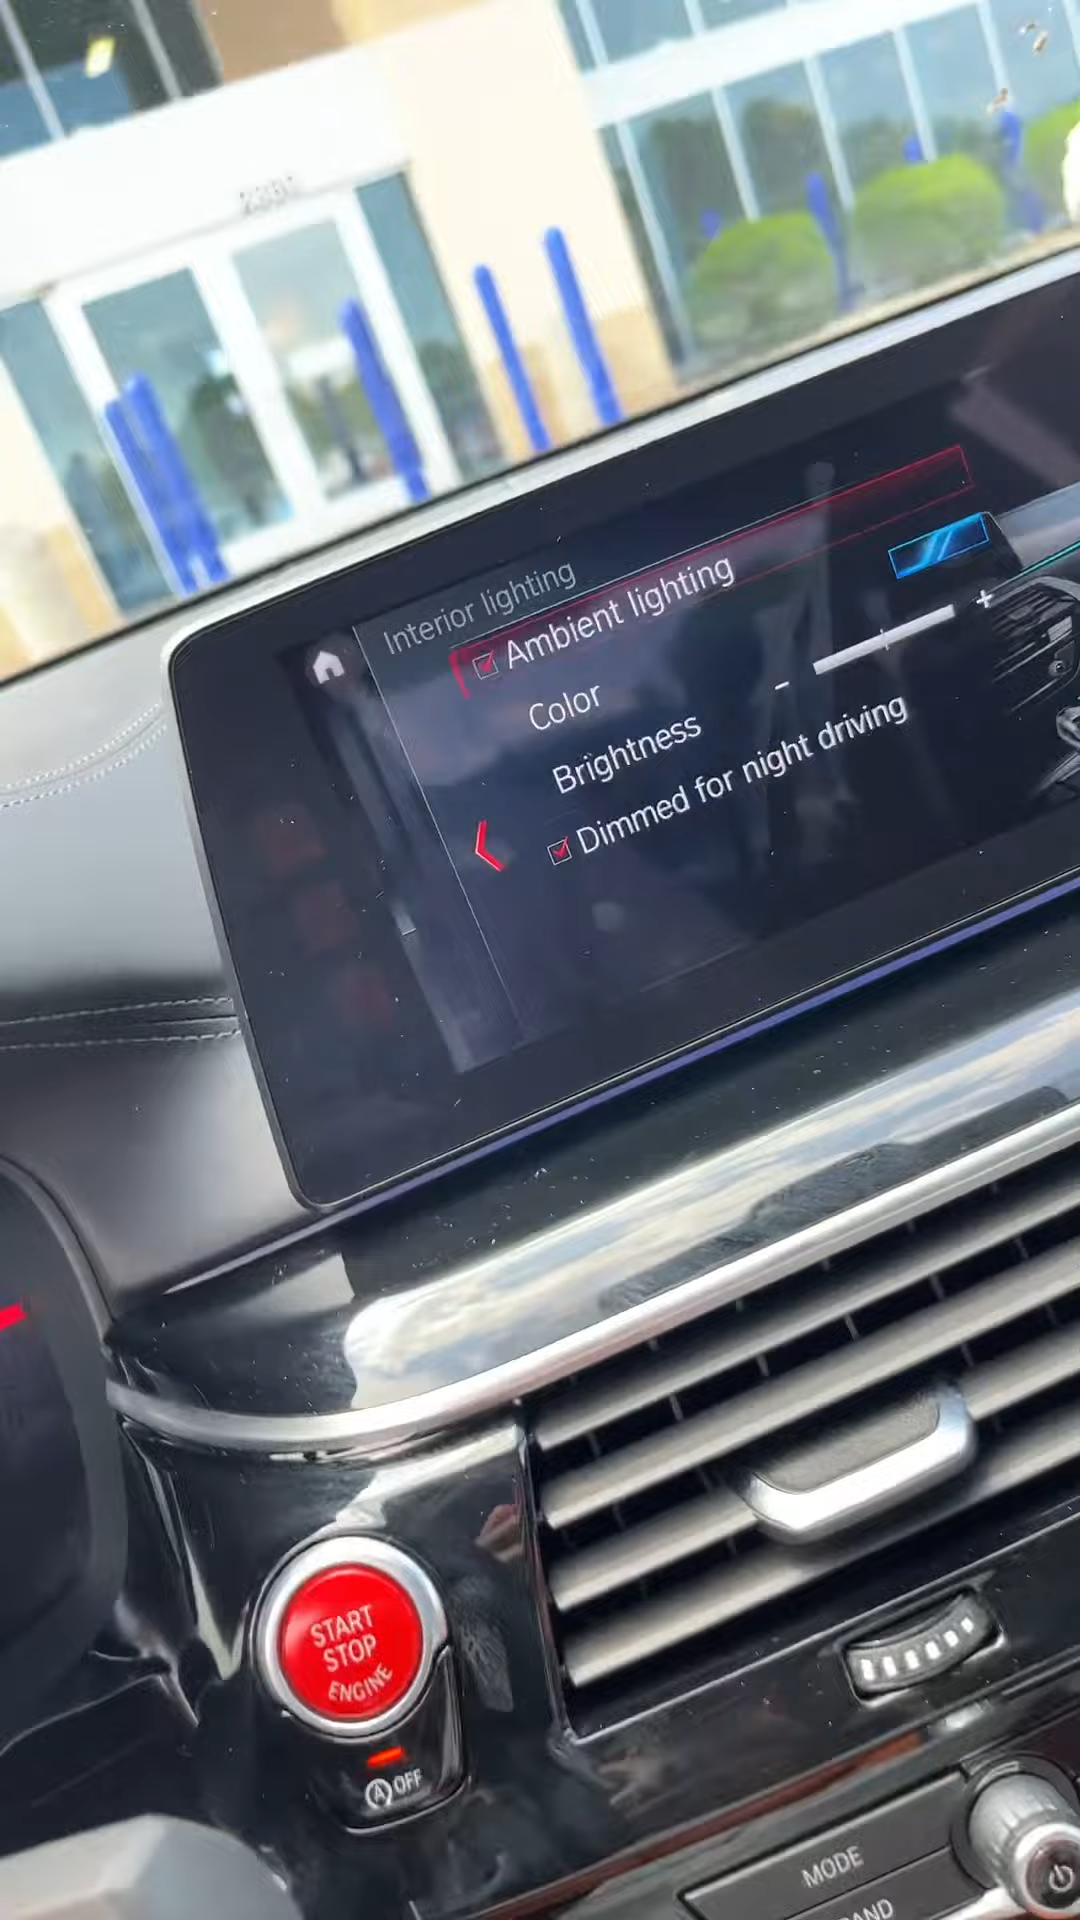 Interior lighting
Ambient lighting
Color
Brightness
- +
Dimmed for night driving
START
STOP
ENGINE
A OFF
MODE